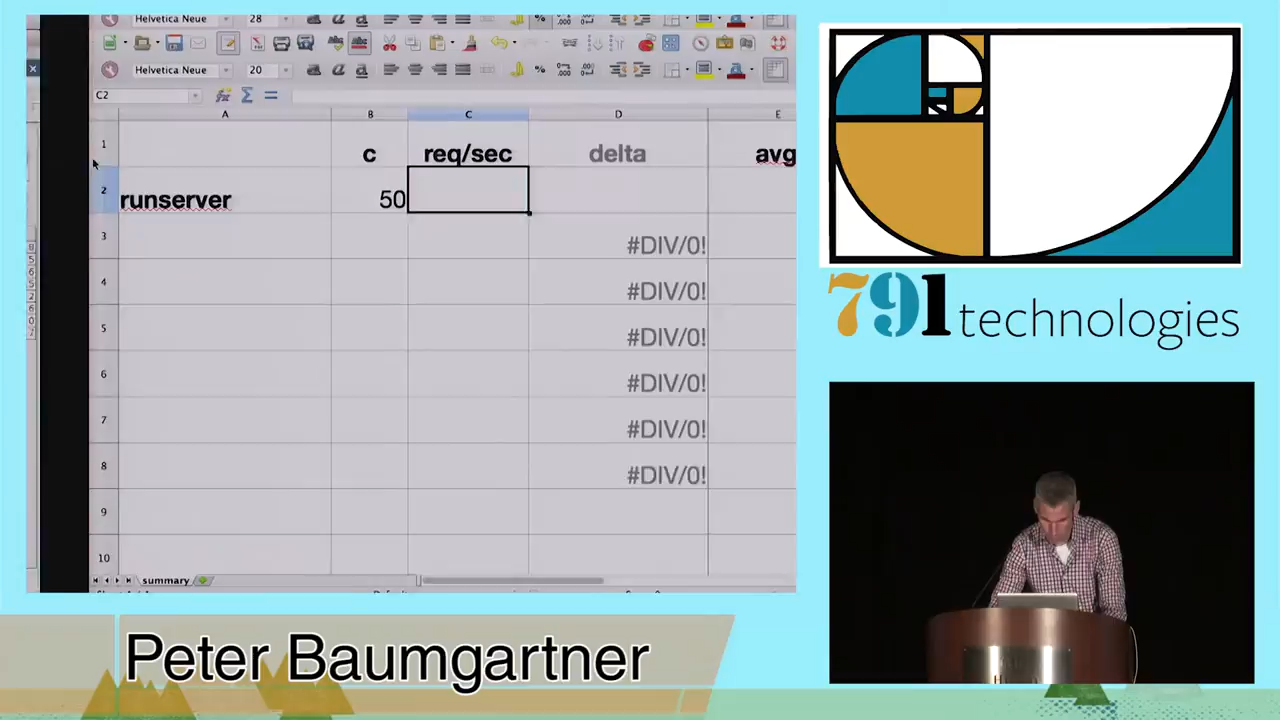 Helvetica Neue 28
Helvetica Neue 20
C2
A B C D E
1 c req/sec delta avg
2 runserver 50
3 #DIV/0!
4 #DIV/0!
5 #DIV/0!
6 #DIV/0!
7 #DIV/0!
8 #DIV/0!
9
10
summary
791 technologies
Peter Baumgartner